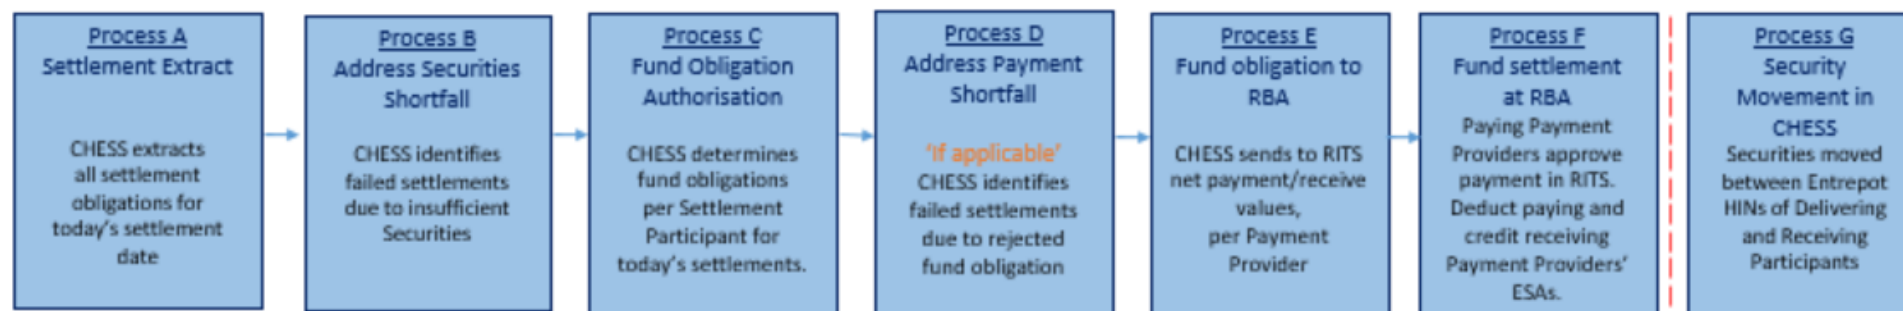 Process A
Settlement Extract
CHESS extracts
all settlement
obligations for
today's settlement
date
Process B
Address Securities
Shortfall
CHESS identifies
failed settlements
due to insufficient
Securities
Process C
Fund Obligation
Authorisation
CHESS determines
fund obligations
per Settlement
Participant for
today's settlements.
Process D
Address Payment
Shortfall
'If applicable'
CHESS identifies
failed settlements
due to rejected
fund obligation
Process E
Fund obligation to
RBA
CHESS sends to RITS
net payment/receive
values,
per Payment
Provider
Process F
Fund settlement
at RBA
Paying Payment
Providers approve
payment in RITS.
Deduct paying and
credit receiving
Payment Providers'
ESAs.
Process G
Security
Movement in
CHESS
Securities moved
between Entrepot
HINs of Delivering
and Receiving
Participants